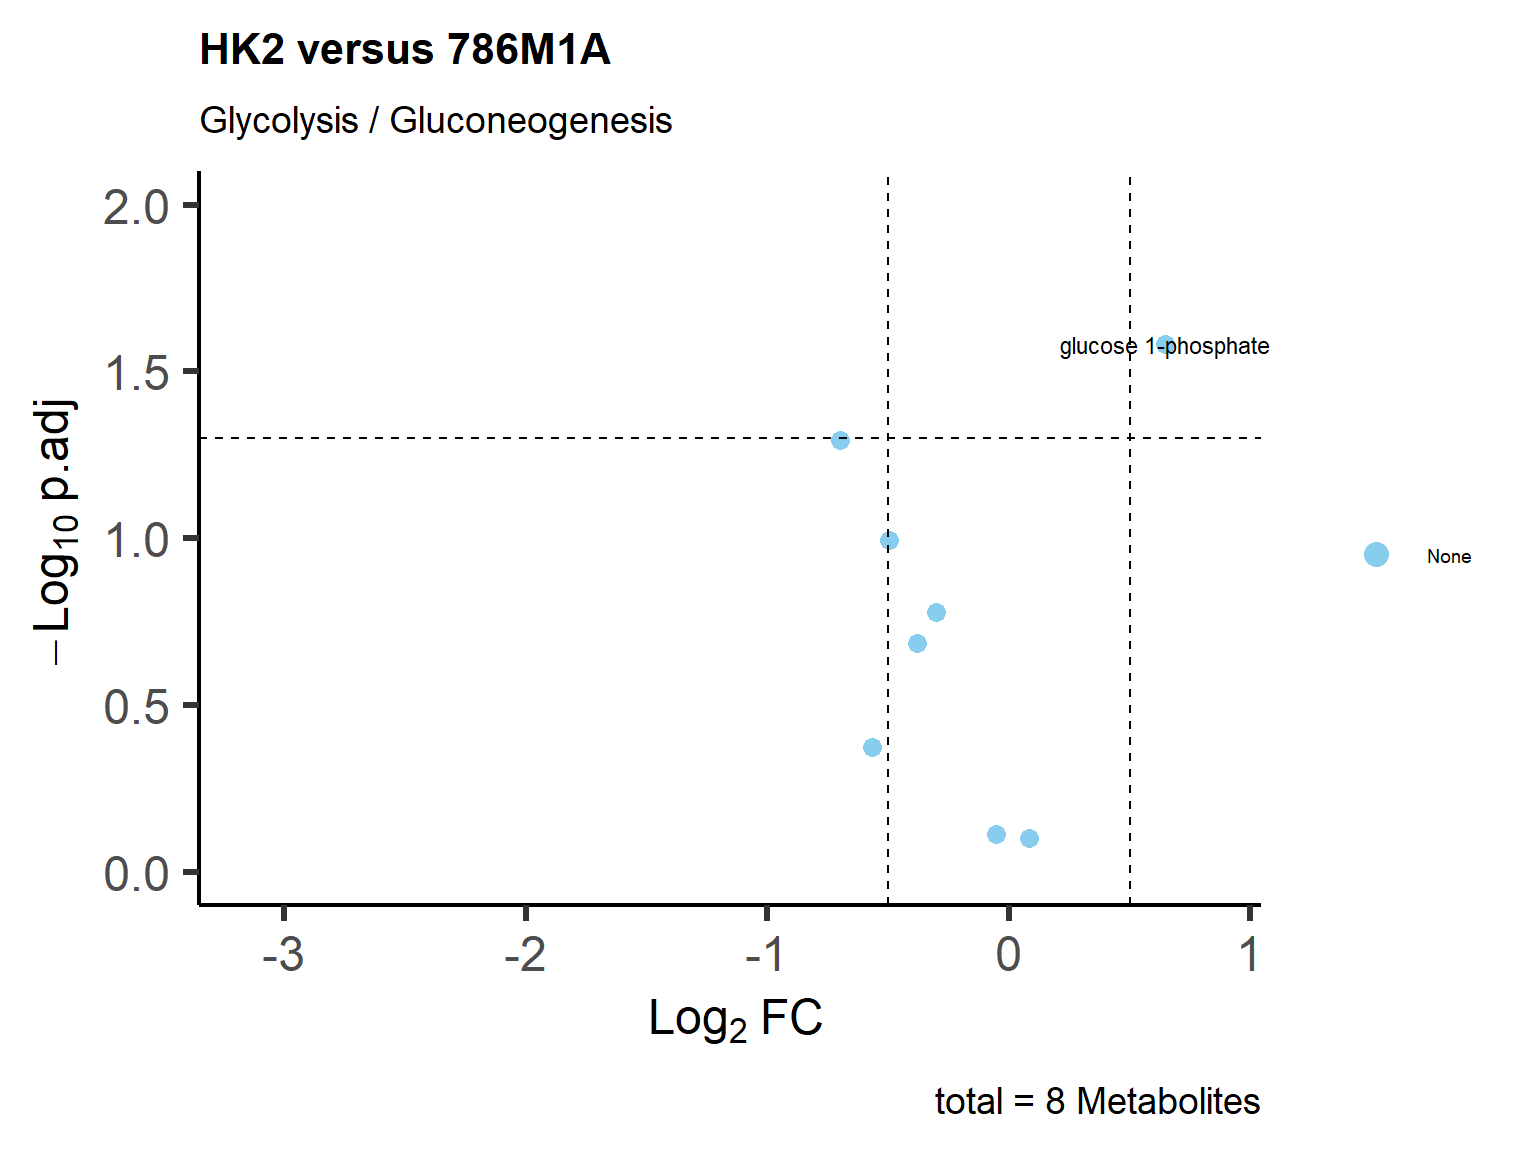 HK2 versus 786M1A
Glycolysis / Gluconeogenesis
2.0
1.5
1.0
0.5
0.0
−Log10 p.adj
glucose 1-phosphate
None
-3
-2
-1
0
1
Log2 FC
total = 8 Metabolites